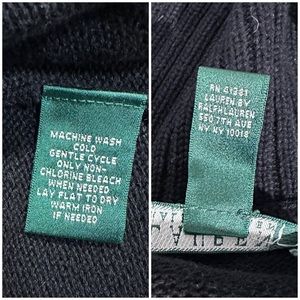 MACHINE WASH
COLD
GENTLE CYCLE
ONLY NON-
CHLORINE BLEACH
WHEN NEEDED
LAY FLAT TO DRY
WARM IRON
IF NEEDED
RN 41381
LAUREN BY
RALPH LAUREN
550 7TH AVE
NY NY 10018